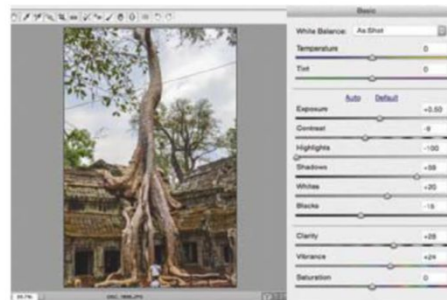 Basic
White Balance: As Shot
Temperature 0
Tint 0
Auto Default
Exposure +0.50
Contrast
Highlights -100
Shadows
Whites +20
Blacks
Clarity
Vibrance +24
Saturation 0